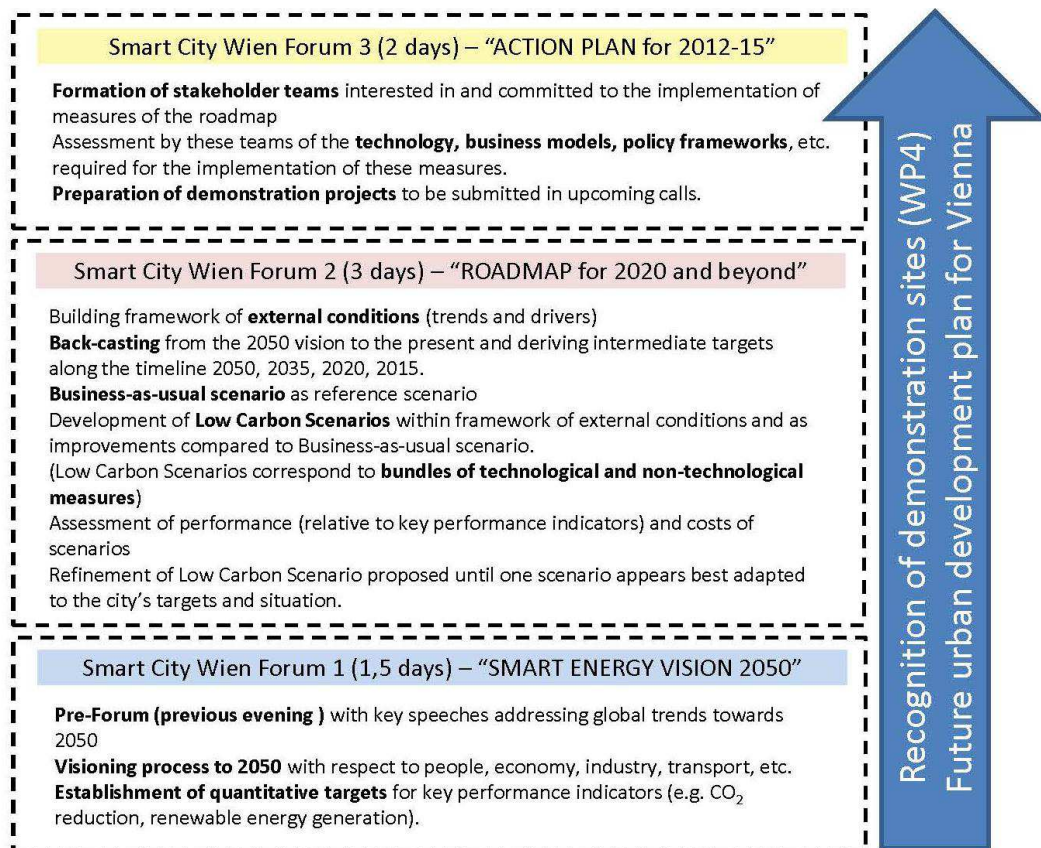 Smart City Wien Forum 3 (2 days) – “ACTION PLAN for 2012-15”
Formation of stakeholder teams interested in and committed to the implementation of
measures of the roadmap
Assessment by these teams of the technology, business models, policy frameworks, etc.
required for the implementation of these measures.
Preparation of demonstration projects to be submitted in upcoming calls.
Smart City Wien Forum 2 (3 days) – “ROADMAP for 2020 and beyond”
Building framework of external conditions (trends and drivers)
Back-casting from the 2050 vision to the present and deriving intermediate targets
along the timeline 2050, 2035, 2020, 2015.
Business-as-usual scenario as reference scenario
Development of Low Carbon Scenarios within framework of external conditions and as
improvements compared to Business-as-usual scenario.
(Low Carbon Scenarios correspond to bundles of technological and non-technological
measures)
Assessment of performance (relative to key performance indicators) and costs of
scenarios
Refinement of Low Carbon Scenario proposed until one scenario appears best adapted
to the city’s targets and situation.
Smart City Wien Forum 1 (1,5 days) – “SMART ENERGY VISION 2050”
Pre-Forum (previous evening ) with key speeches addressing global trends towards
2050
Visioning process to 2050 with respect to people, economy, industry, transport, etc.
Establishment of quantitative targets for key performance indicators (e.g. CO₂
reduction, renewable energy generation).
Recognition of demonstration sites (WP4)
Future urban development plan for Vienna